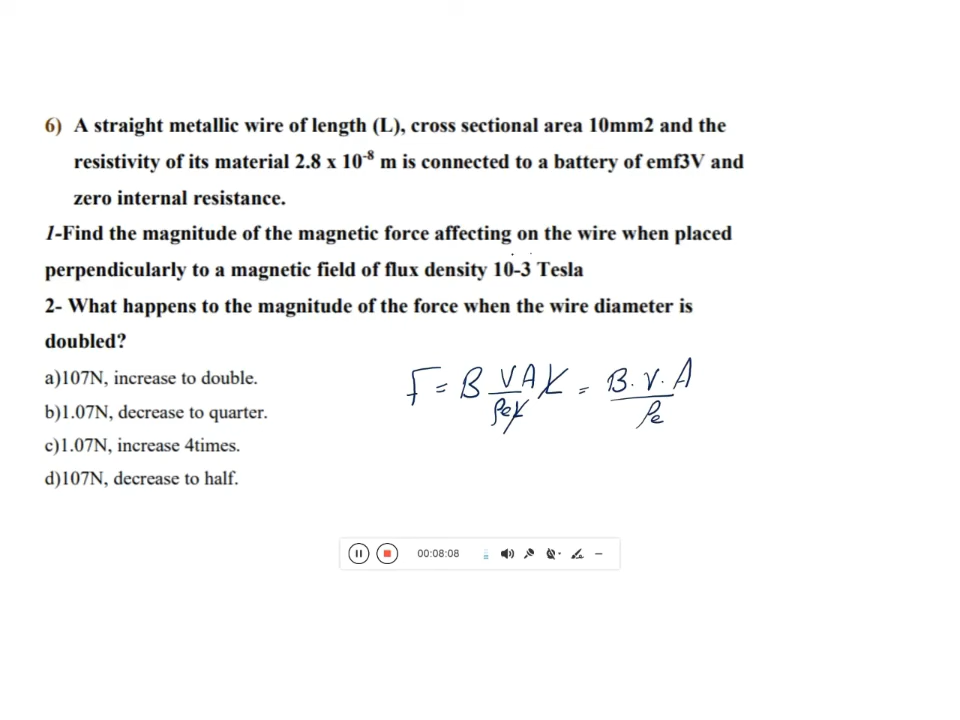 6) A straight metallic wire of length (L), cross sectional area 10mm2 and the
resistivity of its material 2.8 x 10⁻⁸ m is connected to a battery of emf3V and
zero internal resistance.
1-Find the magnitude of the magnetic force affecting on the wire when placed
perpendicularly to a magnetic field of flux density 10-3 Tesla
2- What happens to the magnitude of the force when the wire diameter is
doubled?
a)107N, increase to double.
b)1.07N, decrease to quarter.
c)1.07N, increase 4times.
d)107N, decrease to half.
F = B VA/ρeL L = B.V.A/ρe
00:08:08